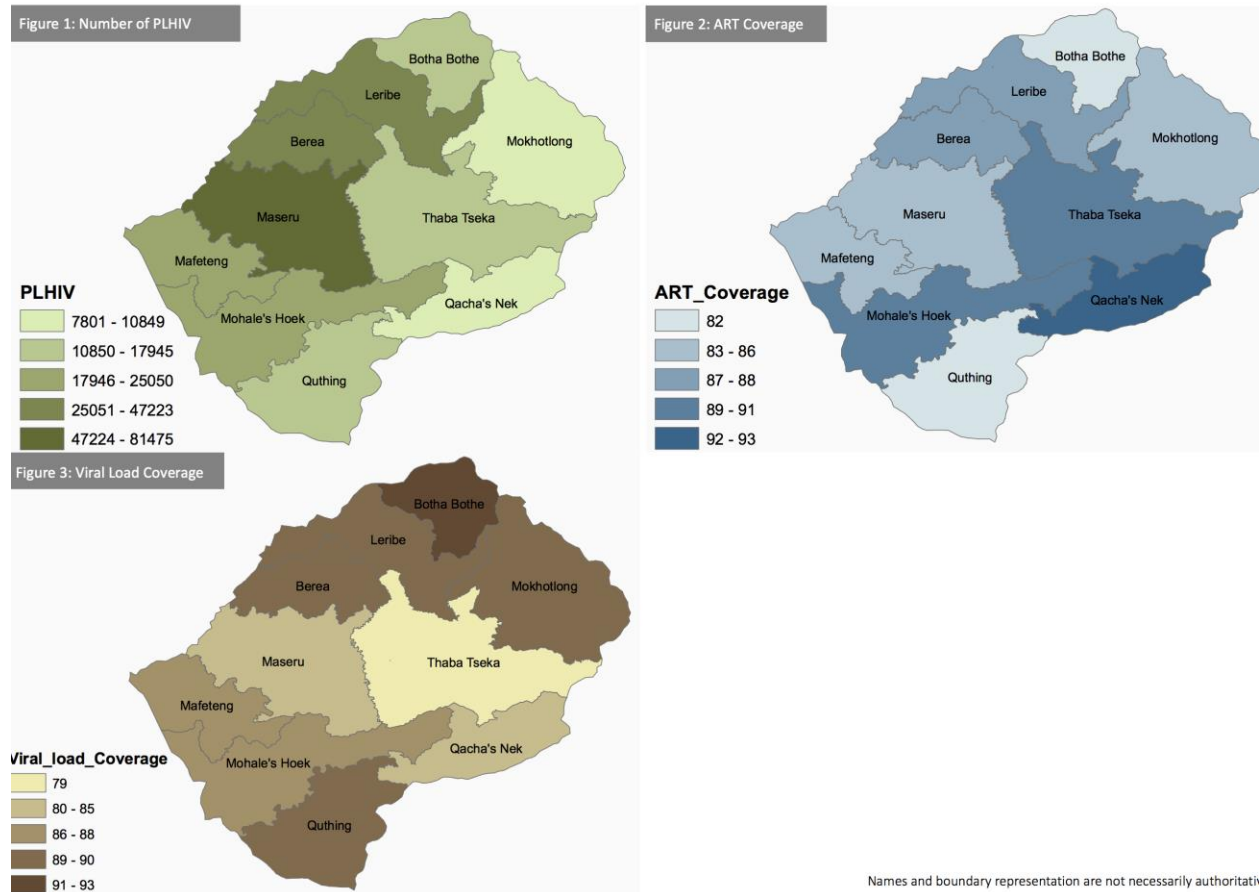 Figure 1: Number of PLHIV
Botha Bothe
Leribe
Mokhotlong
Berea
Maseru
Thaba Tseka
Mafeteng
Qacha's Nek
Mohale's Hoek
Quthing
PLHIV
7801 - 10849
10850 - 17945
17946 - 25050
25051 - 47223
47224 - 81475
Figure 2: ART Coverage
Botha Bothe
Leribe
Mokhotlong
Berea
Maseru
Thaba Tseka
Mafeteng
Qacha's Nek
Mohale's Hoek
Quthing
ART_Coverage
82
83 - 86
87 - 88
89 - 91
92 - 93
Figure 3: Viral Load Coverage
Botha Bothe
Leribe
Mokhotlong
Berea
Maseru
Thaba Tseka
Mafeteng
Qacha's Nek
Mohale's Hoek
Quthing
Viral_load_Coverage
79
80 - 85
86 - 88
89 - 90
91 - 93
Names and boundary representation are not necessarily authoritativ